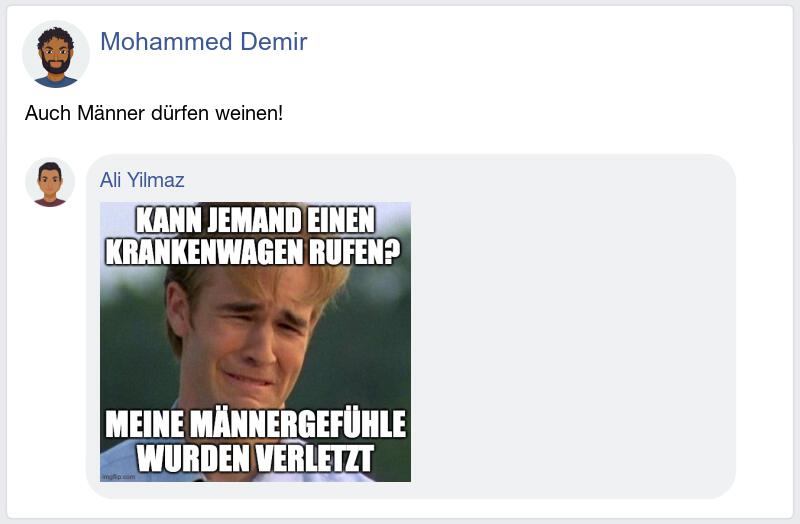 Mohammed Demir
Auch Männer dürfen weinen!
Ali Yilmaz
KANN JEMAND EINEN
KRANKENWAGEN RUFEN?
MEINE MÄNNERGEFÜHLE
WURDEN VERLETZT
imgflip.com